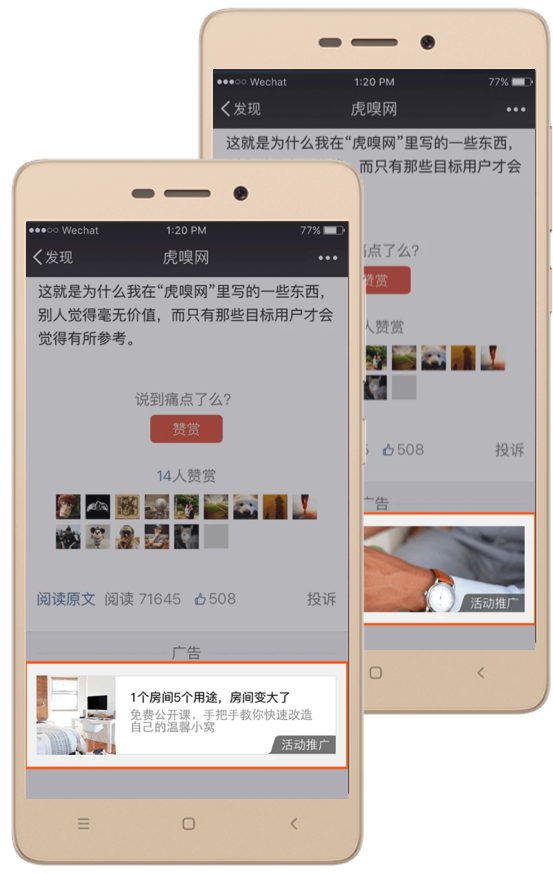 Wechat 1:20 PM 77%
发现 虎嗅网
这就是为什么我在“虎嗅网”里写的一些东西，
而只有那些目标用户才会
痛点了么?
赞赏
人赞赏
508 投诉
广告
活动推广
Wechat 1:20 PM 77%
发现 虎嗅网
这就是为什么我在“虎嗅网”里写的一些东西，
别人觉得毫无价值，而只有那些目标用户才会
觉得有所参考。
说到痛点了么?
赞赏
14人赞赏
阅读原文 阅读 71645 508 投诉
广告
1个房间5个用途，房间变大了
免费公开课，手把手教你快速改造
自己的温馨小窝
活动推广